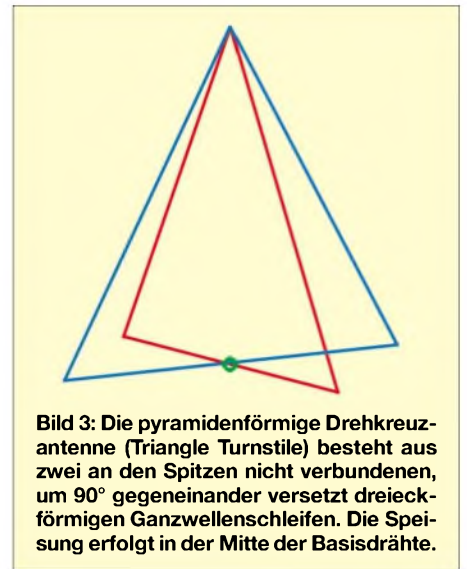 Bild 3: Die pyramidenförmige Drehkreuz-
antenne (Triangle Turnstile) besteht aus
zwei an den Spitzen nicht verbundenen,
um 90° gegeneinander versetzt dreieck-
förmigen Ganzwellenschleifen. Die Spei-
sung erfolgt in der Mitte der Basisdrähte.